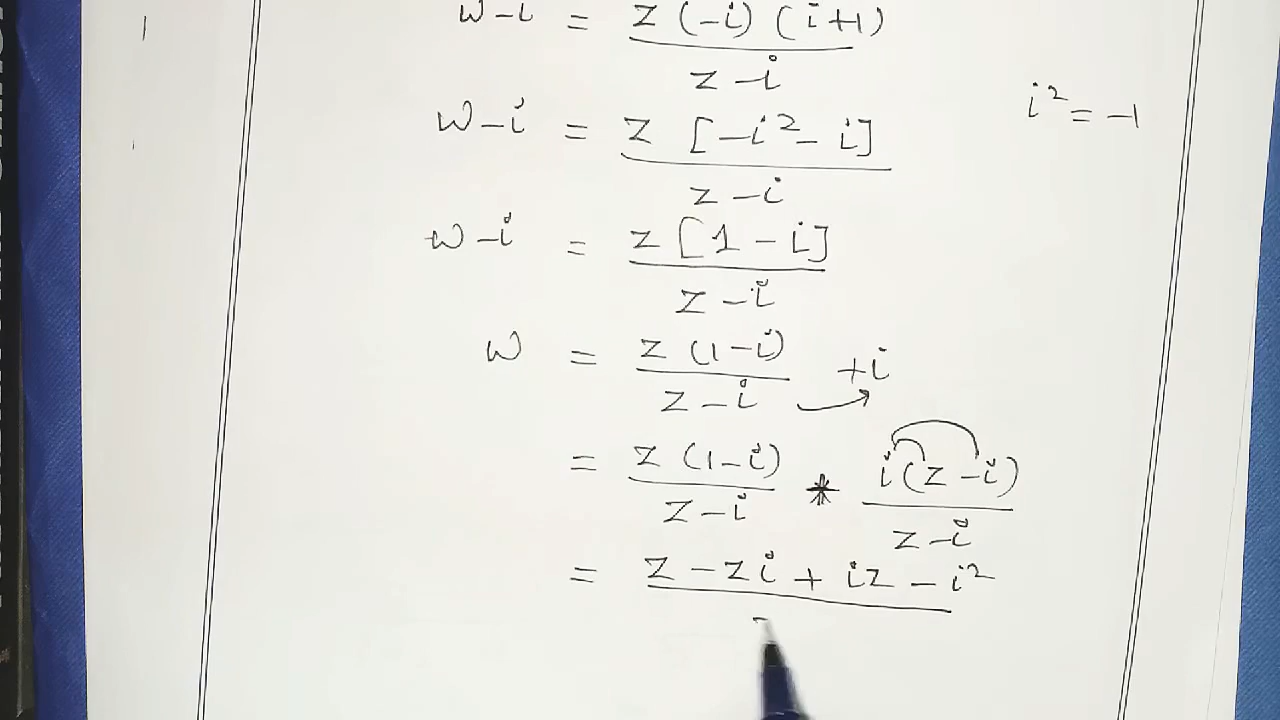 w-i = z(-i)(i+1)
z-i
w-i = z[-i²-i]
z-i
i² = -1
w-i = z[1-i]
z-i
w = z(1-i) +i
z-i
= z(1-i) * i(z-i)
z-i z-i
= z-zi+iz-i²